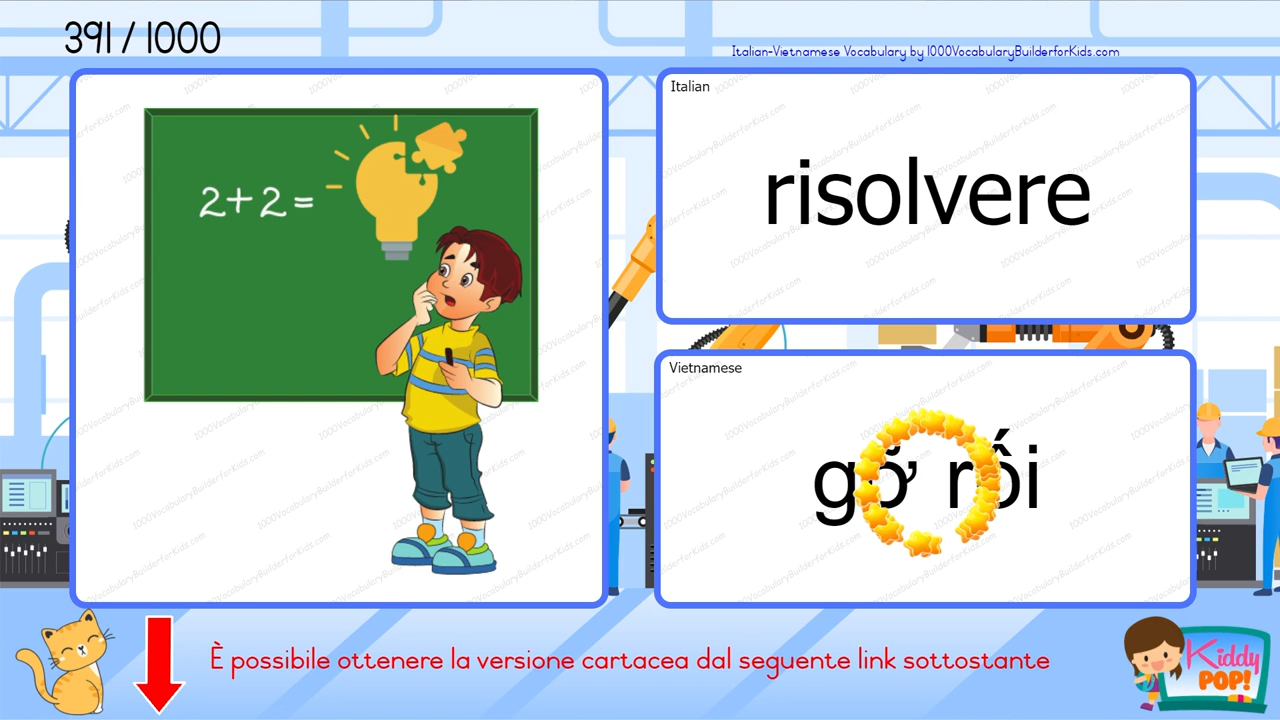 391 / 1000
Italian-Vietnamese Vocabulary by 1000VocabularyBuilderforKids.com
2+2=
Italian
risolvere
Vietnamese
gỡ rối
È possibile ottenere la versione cartacea dal seguente link sottostante
Kiddy
POP!